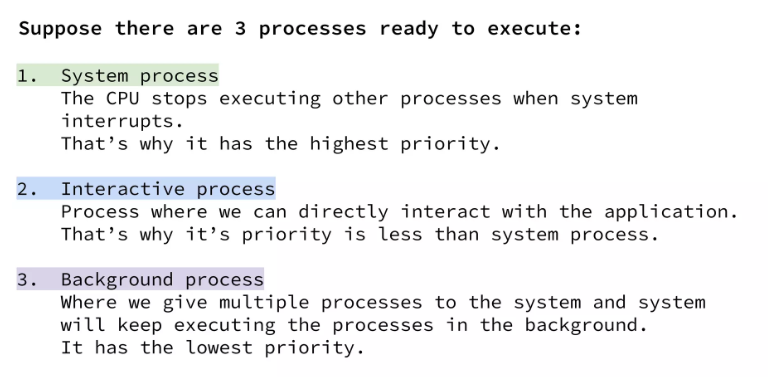 Suppose there are 3 processes ready to execute:
1. System process
The CPU stops executing other processes when system
interrupts.
That’s why it has the highest priority.
2. Interactive process
Process where we can directly interact with the application.
That’s why it’s priority is less than system process.
3. Background process
Where we give multiple processes to the system and system
will keep executing the processes in the background.
It has the lowest priority.